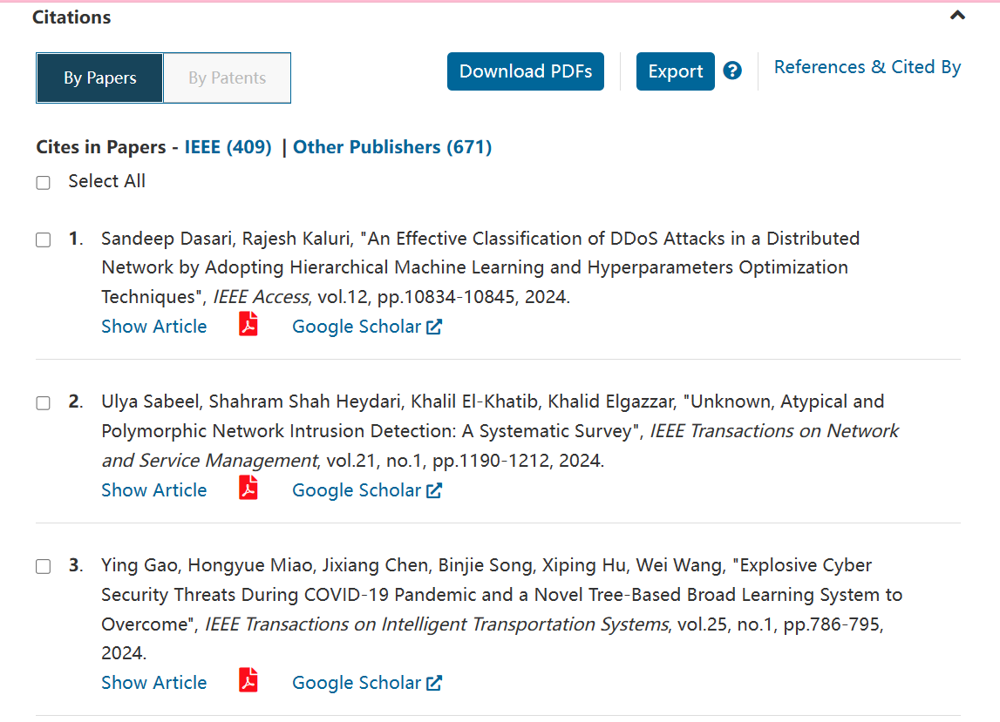 Citations
By Papers
By Patents
Download PDFs
Export
?
References & Cited By
Cites in Papers - IEEE (409) | Other Publishers (671)
Select All
1. Sandeep Dasari, Rajesh Kaluri, "An Effective Classification of DDoS Attacks in a Distributed
Network by Adopting Hierarchical Machine Learning and Hyperparameters Optimization
Techniques", IEEE Access, vol.12, pp.10834-10845, 2024.
Show Article
Google Scholar
2. Ulya Sabeel, Shahram Shah Heydari, Khalil El-Khatib, Khalid Elgazzar, "Unknown, Atypical and
Polymorphic Network Intrusion Detection: A Systematic Survey", IEEE Transactions on Network
and Service Management, vol.21, no.1, pp.1190-1212, 2024.
Show Article
Google Scholar
3. Ying Gao, Hongyue Miao, Jixiang Chen, Binjie Song, Xiping Hu, Wei Wang, "Explosive Cyber
Security Threats During COVID-19 Pandemic and a Novel Tree-Based Broad Learning System to
Overcome", IEEE Transactions on Intelligent Transportation Systems, vol.25, no.1, pp.786-795,
2024.
Show Article
Google Scholar